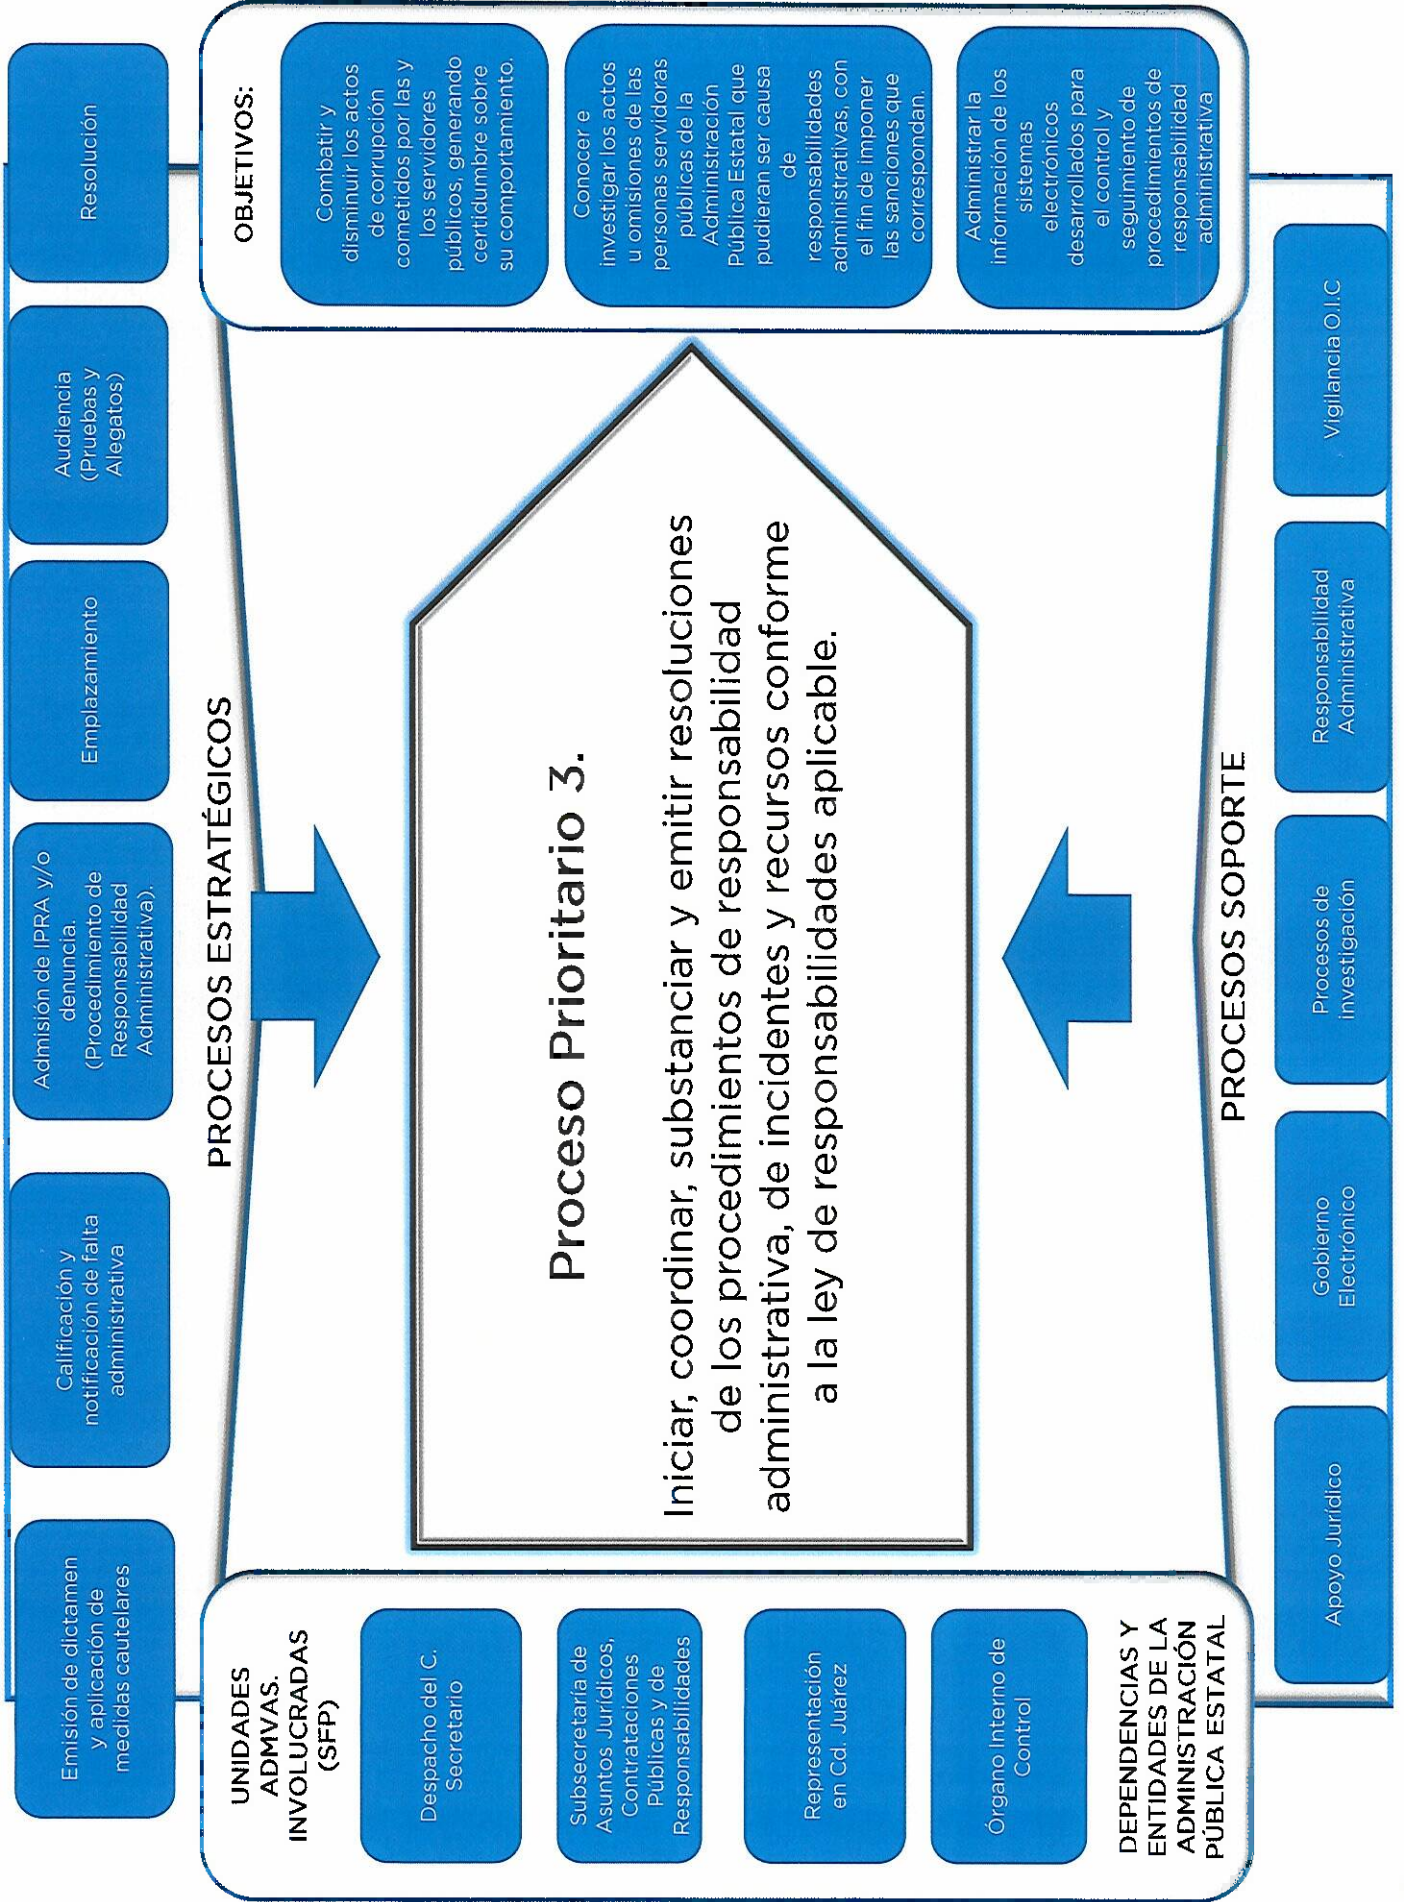 Emisión de dictamen
y aplicación de
medidas cautelares
Calificación y
notificación de falta
administrativa
Admisión de IPRA y/o
denuncia.
(Procedimiento de
Responsabilidad
Administrativa).
Emplazamiento
Audiencia
(Pruebas y
Alegatos)
Resolución
PROCESOS ESTRATÉGICOS
UNIDADES
ADMVAS.
INVOLUCRADAS
(SFP)
Despacho del C.
Secretario
Subsecretaría de
Asuntos Jurídicos,
Contrataciones
Públicas y de
Responsabilidades
Representación
en Cd. Juárez
Órgano Interno de
Control
DEPENDENCIAS Y
ENTIDADES DE LA
ADMINISTRACIÓN
PÚBLICA ESTATAL
Proceso Prioritario 3.
Iniciar, coordinar, substanciar y emitir resoluciones
de los procedimientos de responsabilidad
administrativa, de incidentes y recursos conforme
a la ley de responsabilidades aplicable.
OBJETIVOS:
Combatir y
disminuir los actos
de corrupción
cometidos por las y
los servidores
públicos, generando
certidumbre sobre
su comportamiento.
Conocer e
investigar los actos
u omisiones de las
personas servidoras
públicas de la
Administración
Pública Estatal que
pudieran ser causa
de
responsabilidades
administrativas, con
el fin de imponer
las sanciones que
correspondan.
Administrar la
información de los
sistemas
electrónicos
desarrollados para
el control y
seguimiento de
procedimientos de
responsabilidad
administrativa
PROCESOS SOPORTE
Apoyo Jurídico
Gobierno
Electrónico
Procesos de
investigación
Responsabilidad
Administrativa
Vigilancia O.I.C